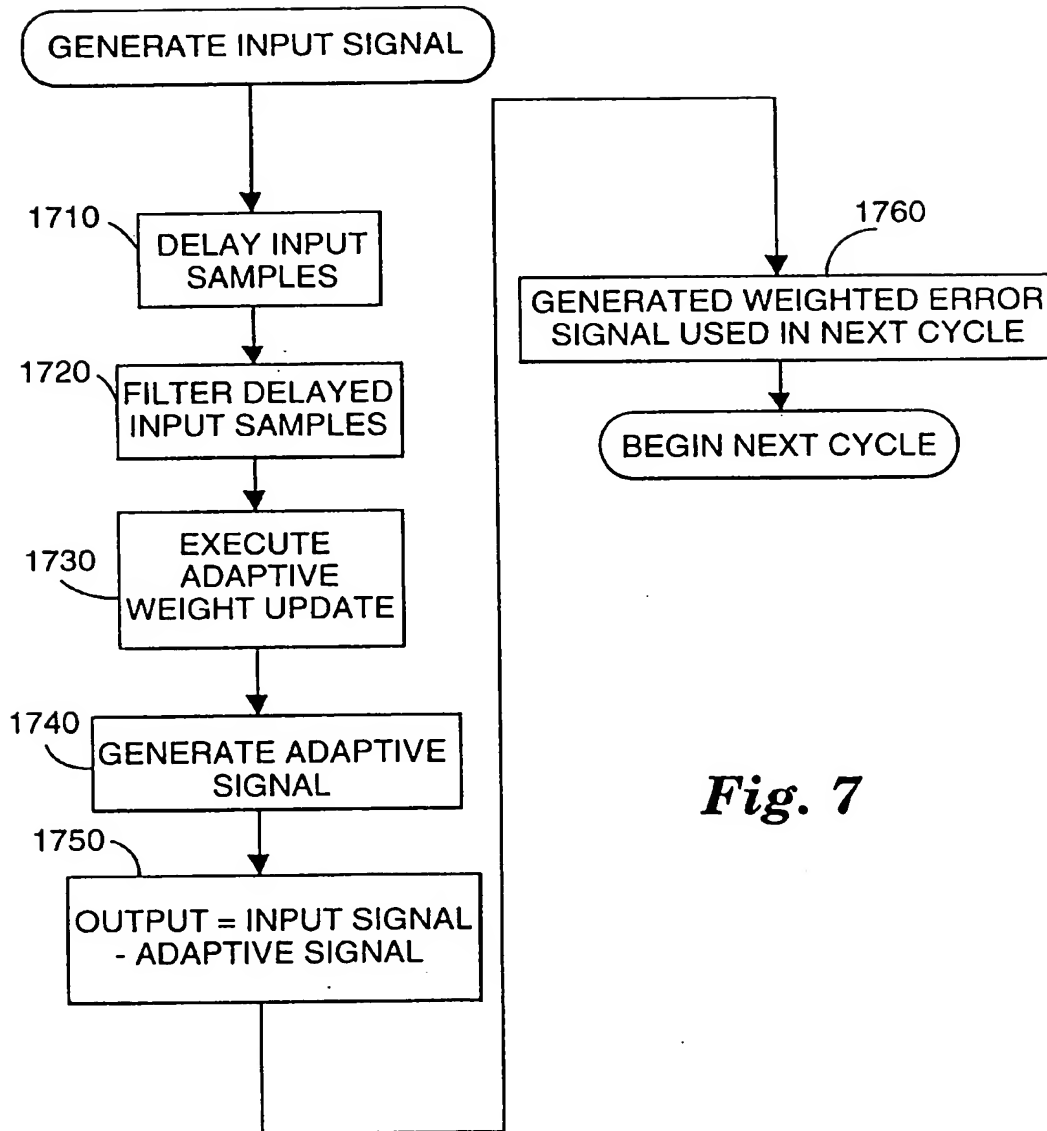 GENERATE INPUT SIGNAL
1710
DELAY INPUT
SAMPLES
1720
FILTER DELAYED
INPUT SAMPLES
1730
EXECUTE
ADAPTIVE
WEIGHT UPDATE
1740
GENERATE ADAPTIVE
SIGNAL
1750
OUTPUT = INPUT SIGNAL
- ADAPTIVE SIGNAL
1760
GENERATED WEIGHTED ERROR
SIGNAL USED IN NEXT CYCLE
BEGIN NEXT CYCLE
Fig. 7